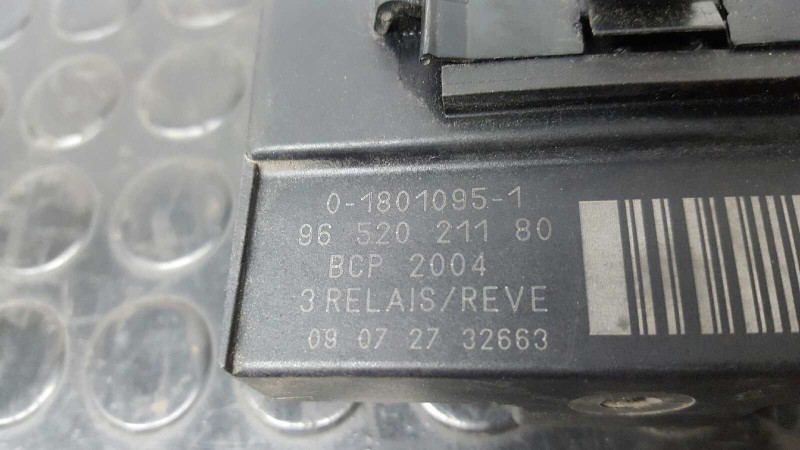 0-1801095-1
96 520 211 80
BCP 2004
3 RELAIS/REVE
09 07 27 32663